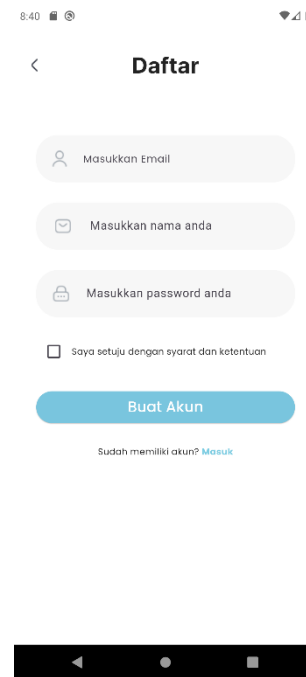 8:40
Daftar
Masukkan Email
Masukkan nama anda
Masukkan password anda
Saya setuju dengan syarat dan ketentuan
Buat Akun
Sudah memiliki akun? Masuk